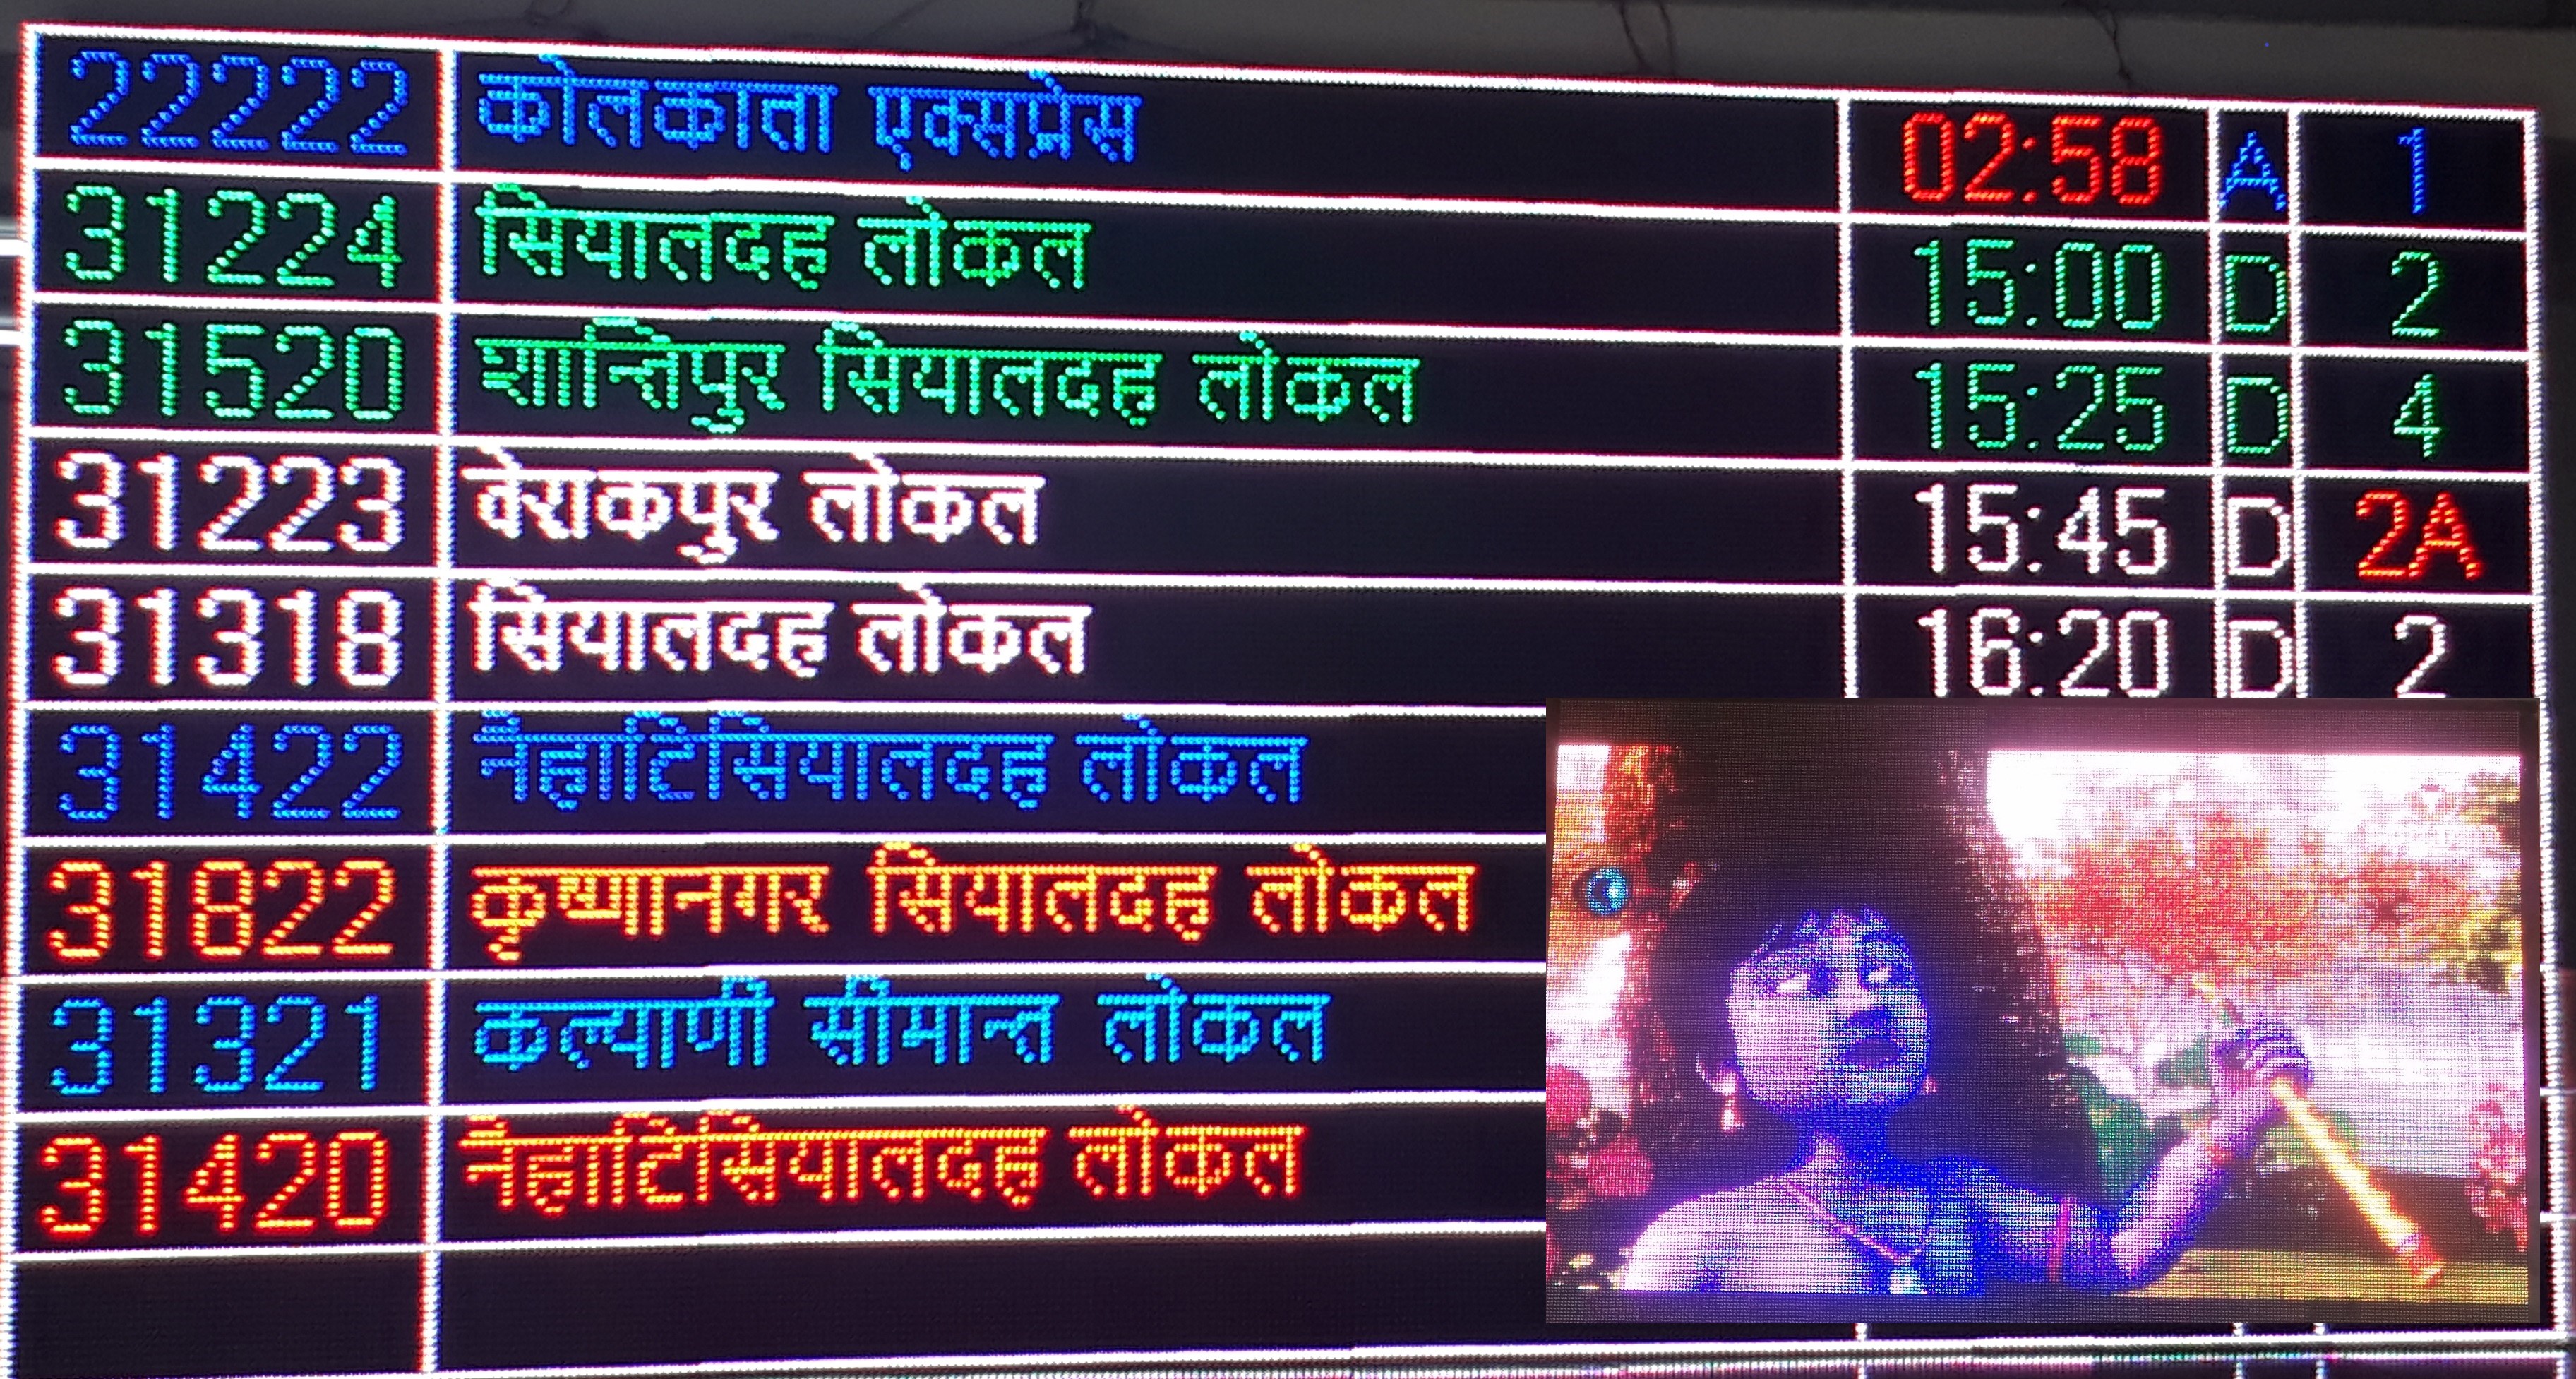 22222 कोलकाता एक्सप्रेस 02:58 A 1
31224 सियालदह लोकल 15:00 D 2
31520 शान्तिपुर सियालदह लोकल 15:25 D 4
31223 वेराकपुर लोकल 15:45 D 2A
31318 सियालदह लोकल 16:20 D 2
31422 नैहाटिसियालदह लोकल
31822 कृष्णानगर सियालदह लोकल
31321 कल्याणी सीमान्त लोकल
31420 नैहाटिसियालदह लोकल